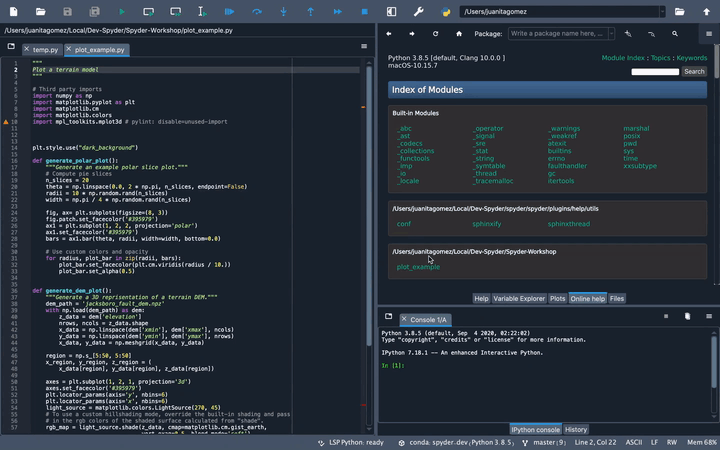 /Users/juanitagomez
/Users/juanitagomez/Local/Dev-Spyder/Spyder-Workshop/plot_example.py
temp.py
plot_example.py
1 """
2 Plot a terrain model
3 """
4
5 # Third party imports
6 import numpy as np
7 import matplotlib.pyplot as plt
8 import matplotlib.cm
9 import matplotlib.colors
10 import mpl_toolkits.mplot3d # pylint: disable=unused-import
11
12
13
14 plt.style.use("dark_background")
15
16 def generate_polar_plot():
17 """Generate an example polar slice plot."""
18 # Compute pie slices
19 n_slices = 20
20 theta = np.linspace(0.0, 2 * np.pi, n_slices, endpoint=False)
21 radii = 10 * np.random.rand(n_slices)
22 width = np.pi / 4 * np.random.rand(n_slices)
23
24 fig, ax= plt.subplots(figsize=(8, 3))
25 fig.patch.set_facecolor('#395979')
26 ax1 = plt.subplot(1, 2, 2, projection='polar')
27 ax1.set_facecolor('#395979')
28 bars = ax1.bar(theta, radii, width=width, bottom=0.0)
29
30 # Use custom colors and opacity
31 for radius, plot_bar in zip(radii, bars):
32 plot_bar.set_facecolor(plt.cm.viridis(radius / 10.))
33 plot_bar.set_alpha(0.5)
34
35
36 def generate_dem_plot():
37 """Generate a 3D reprisentation of a terrain DEM."""
38 dem_path = 'jacksboro_fault_dem.npz'
39 with np.load(dem_path) as dem:
40 z_data = dem['elevation']
41 nrows, ncols = z_data.shape
42 x_data = np.linspace(dem['xmin'], dem['xmax'], ncols)
43 y_data = np.linspace(dem['ymin'], dem['ymax'], nrows)
44 x_data, y_data = np.meshgrid(x_data, y_data)
45
46 region = np.s_[5:50, 5:50]
47 x_region, y_region, z_region = (
48 x_data[region], y_data[region], z_data[region])
49
50 axes = plt.subplot(1, 2, 1, projection='3d')
51 axes.set_facecolor('#395979')
52 plt.locator_params(axis='y', nbins=6)
53 plt.locator_params(axis='x', nbins=6)
54 light_source = matplotlib.colors.LightSource(270, 45)
55 # To use a custom hillshading mode, override the built-in shading and pass
56 # in the rgb colors of the shaded surface calculated from "shade".
57 rgb_map = light_source.shade(z_data, cmap=matplotlib.cm.gist_earth,
Package:
Write a package name here, ...
Python 3.8.5 [default, Clang 10.0.0 ]
macOS-10.15.7
Module Index : Topics : Keywords
Search
Index of Modules
Built-in Modules
_abc _operator _warnings marshal
_ast _signal _weakref posix
_codecs _sre atexit pwd
_collections _stat builtins sys
_functools _string errno time
_imp _symtable faulthandler xxsubtype
_io _thread gc
_locale _tracemalloc itertools
/Users/juanitagomez/Local/Dev-Spyder/spyder/spyder/plugins/help/utils
conf sphinxify sphinxthread
/Users/juanitagomez/Local/Dev-Spyder/Spyder-Workshop
plot_example
Help Variable Explorer Plots Online help Files
Console 1/A
Python 3.8.5 (default, Sep 4 2020, 02:22:02)
Type "copyright", "credits" or "license" for more information.
IPython 7.18.1 -- An enhanced Interactive Python.
In [1]:
IPython console History
LSP Python: ready conda: spyder.dev (Python 3.8.5) master [9] Line 2, Col 22 ASCII LF RW Mem 68%